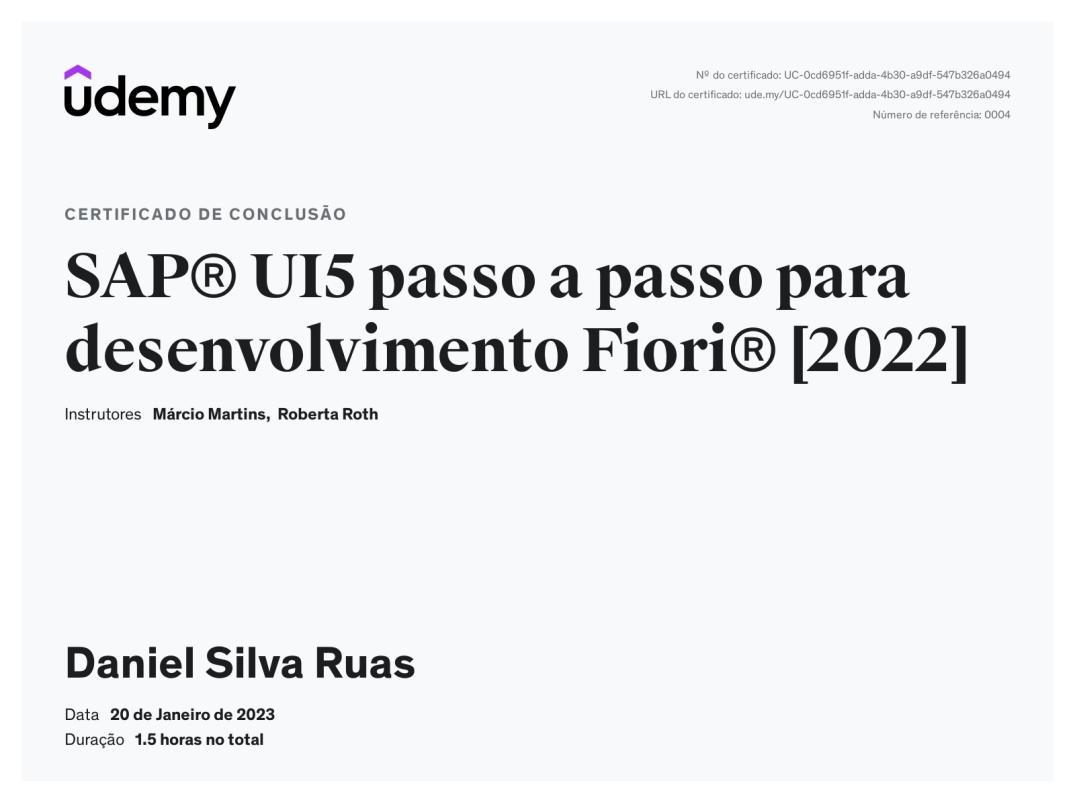 udemy
Nº do certificado: UC-0cd6951f-adda-4b30-a9df-547b326a0494
URL do certificado: ude.my/UC-0cd6951f-adda-4b30-a9df-547b326a0494
Número de referência: 0004
CERTIFICADO DE CONCLUSÃO
SAP® UI5 passo a passo para
desenvolvimento Fiori® [2022]
Instrutores Márcio Martins, Roberta Roth
Daniel Silva Ruas
Data 20 de Janeiro de 2023
Duração 1.5 horas no total